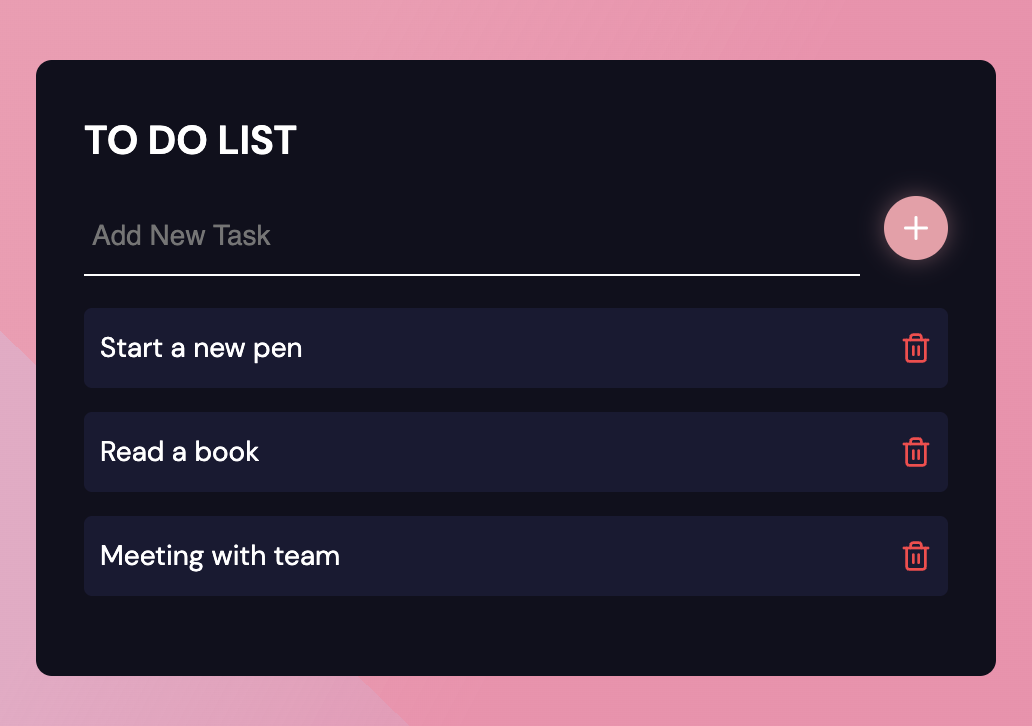 TO DO LIST
Add New Task
Start a new pen
Read a book
Meeting with team